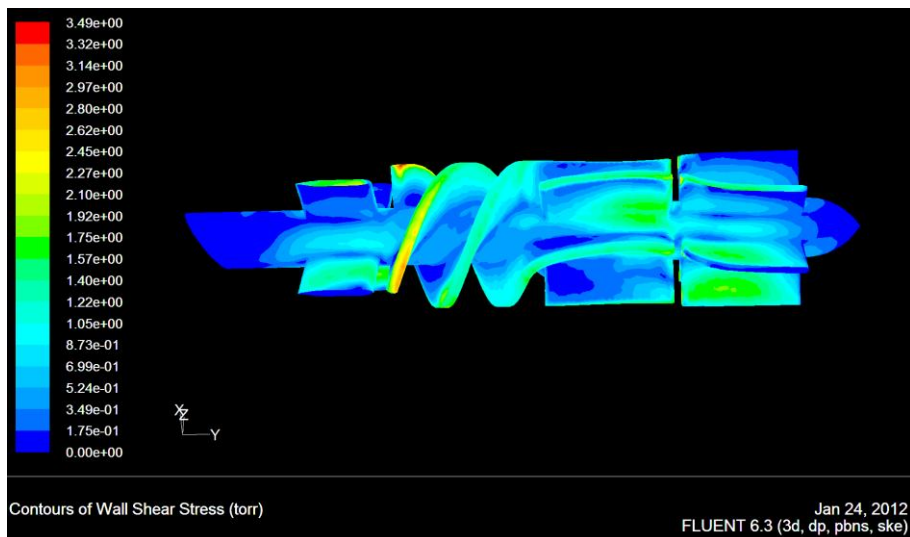 3.49e+00
3.32e+00
3.14e+00
2.97e+00
2.80e+00
2.62e+00
2.45e+00
2.27e+00
2.10e+00
1.92e+00
1.75e+00
1.57e+00
1.40e+00
1.22e+00
1.05e+00
8.73e-01
6.99e-01
5.24e-01
3.49e-01
1.75e-01
0.00e+00
X
Z
Y
Contours of Wall Shear Stress (torr)
Jan 24, 2012
FLUENT 6.3 (3d, dp, pbns, ske)